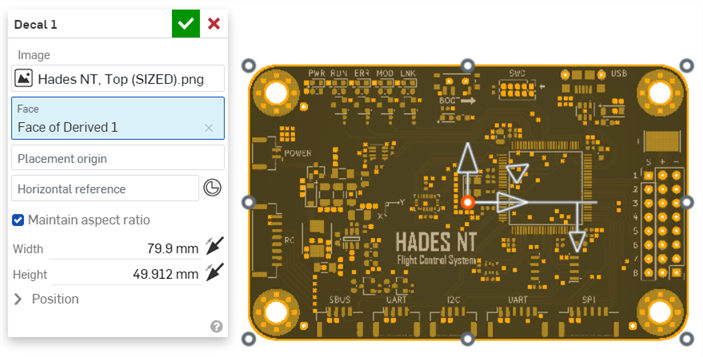 Decal 1
Image
Hades NT, Top (SIZED).png
Face
Face of Derived 1
Placement origin
Horizontal reference
Maintain aspect ratio
Width 79.9 mm
Height 49.912 mm
Position
PWR RUN ERR MOD LNK
SWC
USB
BOOT
POWER
S + -
1
2
3
4
5
6
7
8
X Y
RC
HADES NT
Flight Control System
SBUS UART I2C UART SPI